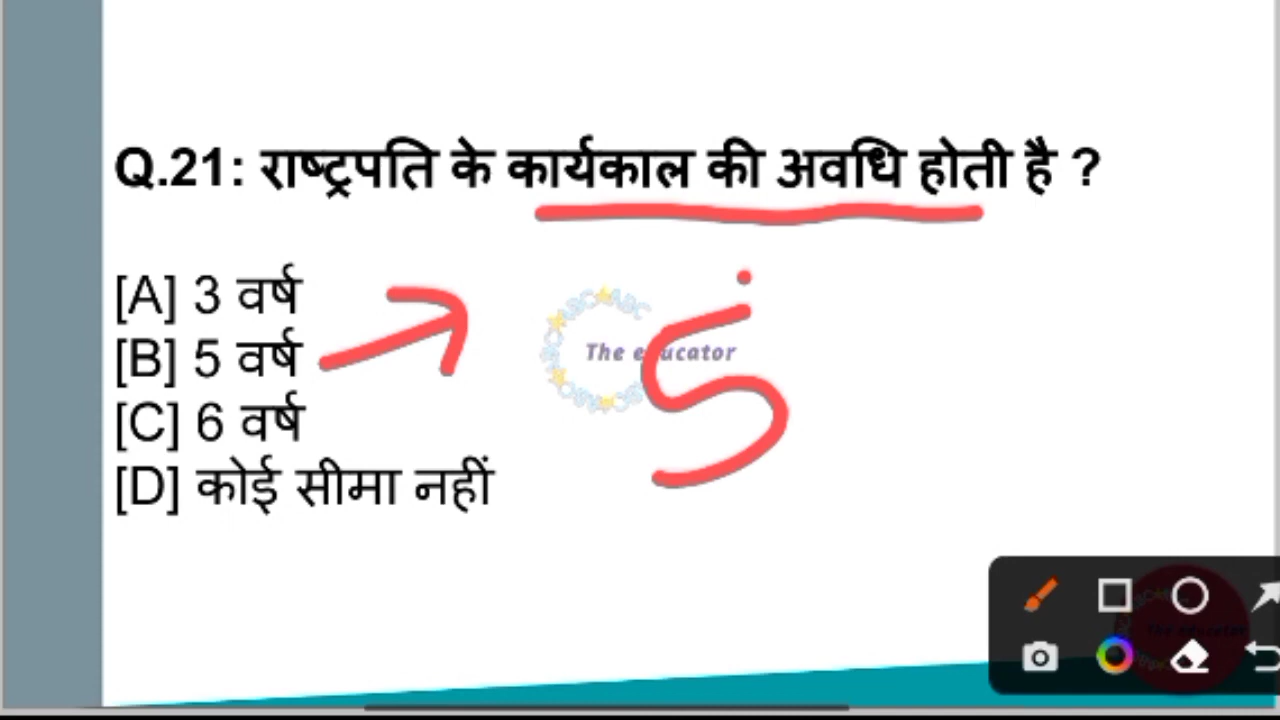 Q.21: राष्ट्रपति के कार्यकाल की अवधि होती है ?
[A] 3 वर्ष
[B] 5 वर्ष
[C] 6 वर्ष
[D] कोई सीमा नहीं
5